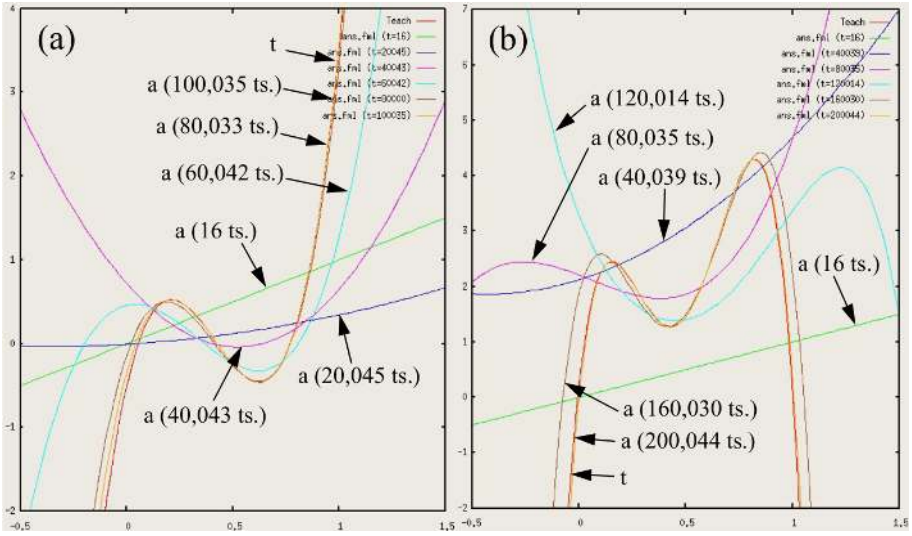 (a)
Teach
ans.fml (t=16)
ans.fml (t=20045)
ans.fml (t=40043)
ans.fml (t=60042)
ans.fml (t=80000)
ans.fml (t=100035)
t
a (100,035 ts.)
a (80,033 ts.)
a (60,042 ts.)
a (16 ts.)
a (20,045 ts.)
a (40,043 ts.)
4
3
2
1
0
-1
-2
-0.5
0
0.5
1
1.5
(b)
Teach
ans.fml (t=16)
ans.fml (t=40039)
ans.fml (t=80035)
ans.fml (t=120014)
ans.fml (t=160030)
ans.fml (t=200044)
a (120,014 ts.)
a (80,035 ts.)
a (40,039 ts.)
a (16 ts.)
a (160,030 ts.)
a (200,044 ts.)
t
7
6
5
4
3
2
1
0
-1
-2
-0.5
0
0.5
1
1.5